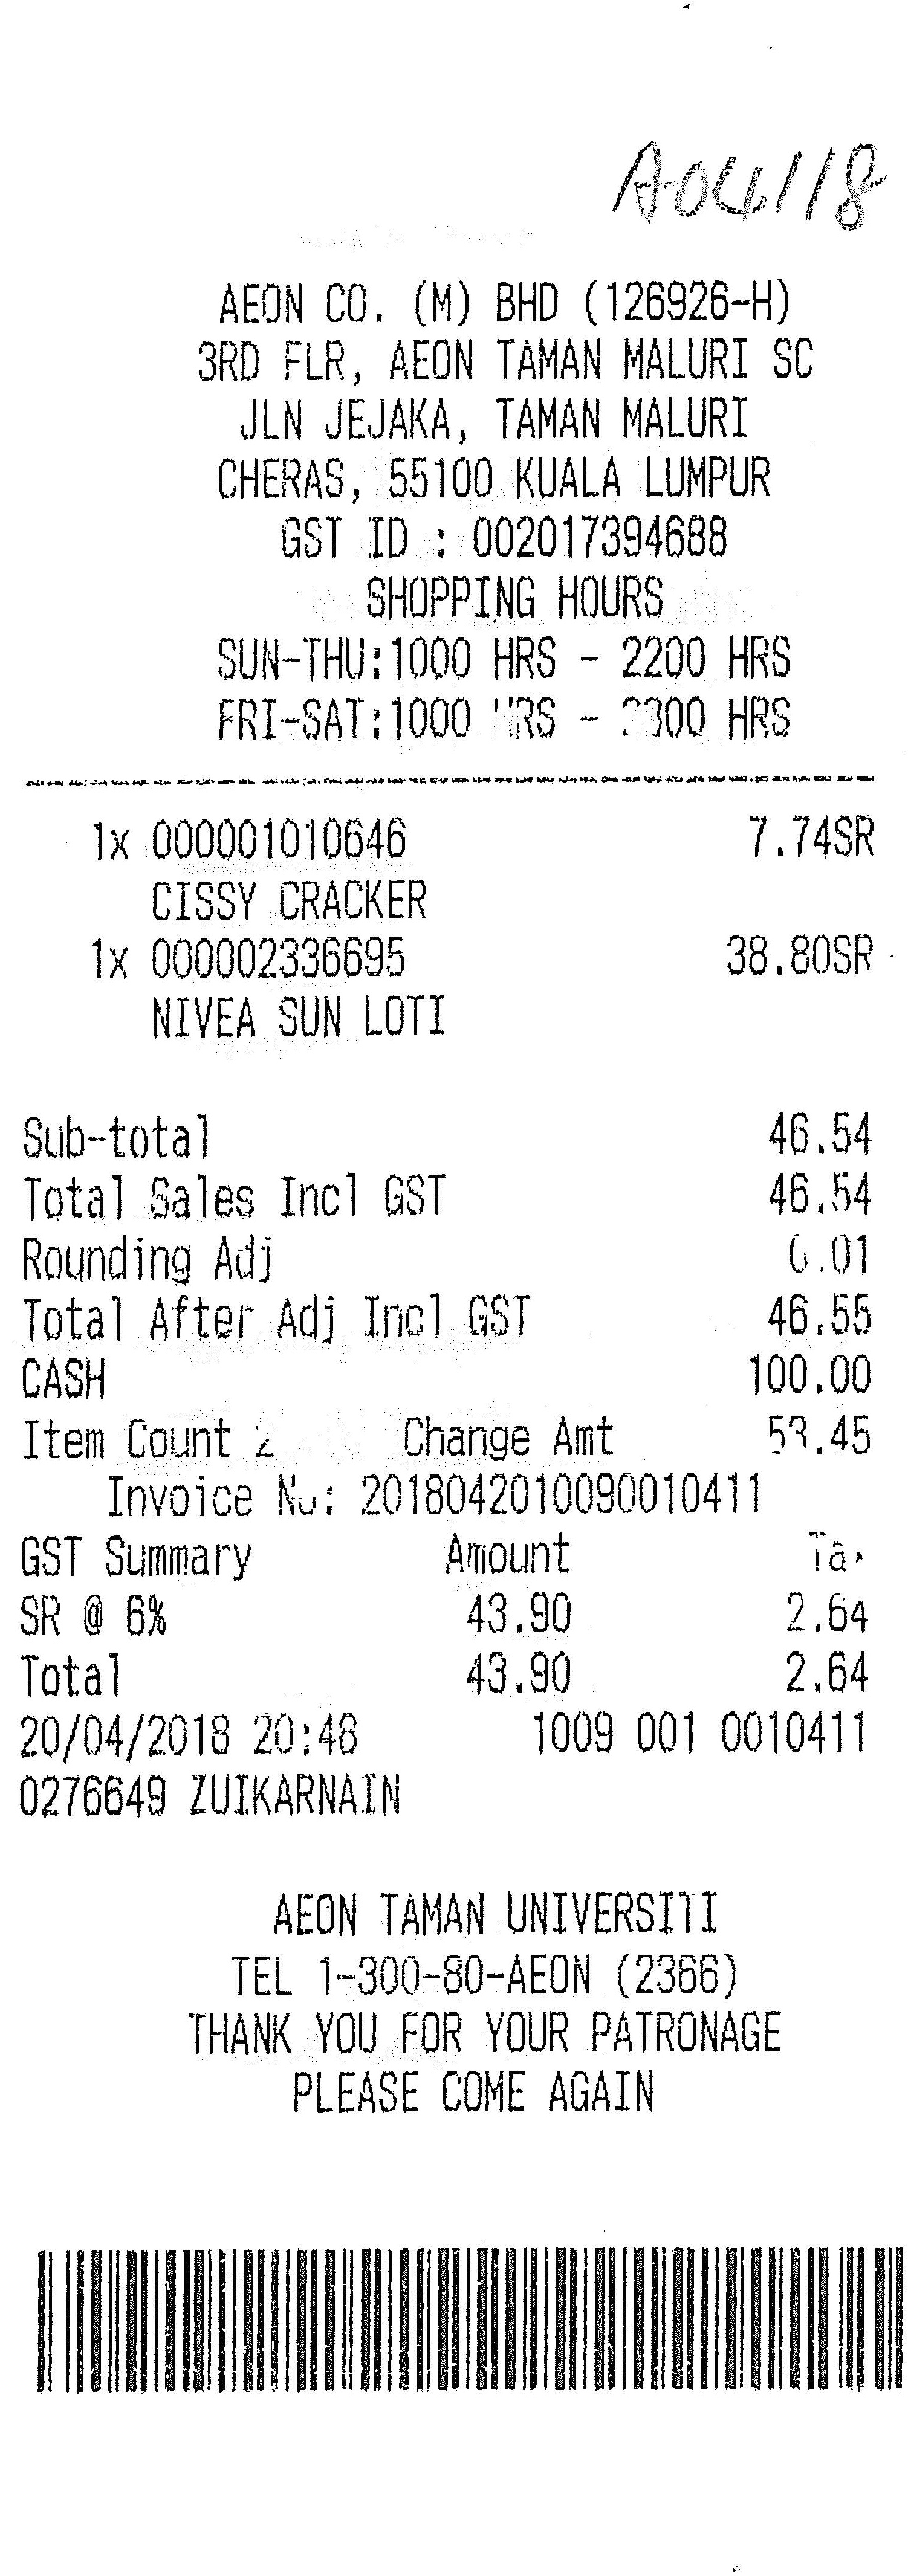 A04118
AEON CO. (M) BHD (126926-H)
3RD FLR, AEON TAMAN MALURI SC
JLN JEJAKA, TAMAN MALURI
CHERAS, 55100 KUALA LUMPUR
GST ID : 002017394688
SHOPPING HOURS
SUN-THU:1000 HRS - 2200 HRS
FRI-SAT:1000 HRS - 2300 HRS
1x 000001010646 7.74SR
CISSY CRACKER
1x 000002336695 38.80SR
NIVEA SUN LOTI
Sub-total 46.54
Total Sales Incl GST 46.54
Rounding Adj 0.01
Total After Adj Incl GST 46.55
CASH 100.00
Item Count 2 Change Amt 53.45
Invoice No: 2018042010090010411
GST Summary Amount Tax
SR @ 6% 43.90 2.64
Total 43.90 2.64
20/04/2018 20:48 1009 001 0010411
0276649 ZUIKARNAIN
AEON TAMAN UNIVERSITI
TEL 1-300-80-AEON (2366)
THANK YOU FOR YOUR PATRONAGE
PLEASE COME AGAIN